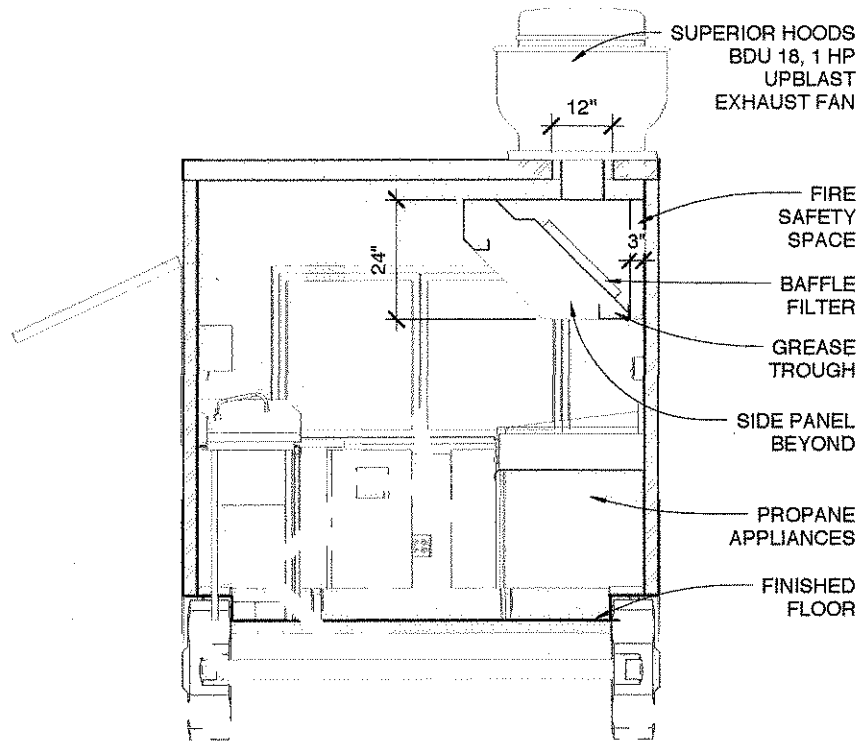 SUPERIOR HOODS
BDU 18, 1 HP
UPBLAST
EXHAUST FAN
12"
FIRE
SAFETY
SPACE
3"
24"
BAFFLE
FILTER
GREASE
TROUGH
SIDE PANEL
BEYOND
PROPANE
APPLIANCES
FINISHED
FLOOR